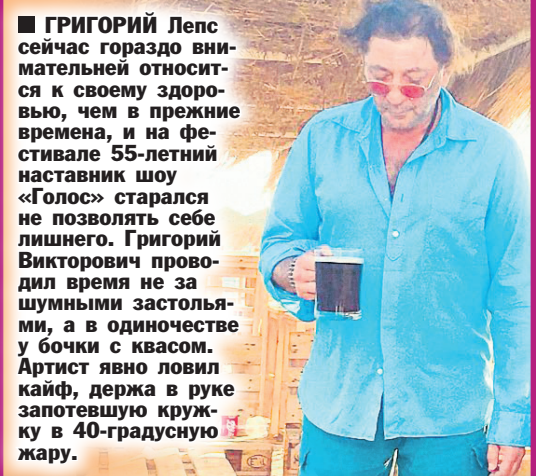 ■ ГРИГОРИЙ Лепс
сейчас гораздо вни-
мательней относит-
ся к своему здоро-
вью, чем в прежние
времена, и на фе-
стивале 55-летний
наставник шоу
«Голос» старался
не позволять себе
лишнего. Григорий
Викторович прово-
дил время не за
шумными застолья-
ми, а в одиночестве
у бочки с квасом.
Артист явно ловил
кайф, держа в руке
запотевшую круж-
ку в 40-градусную
жару.